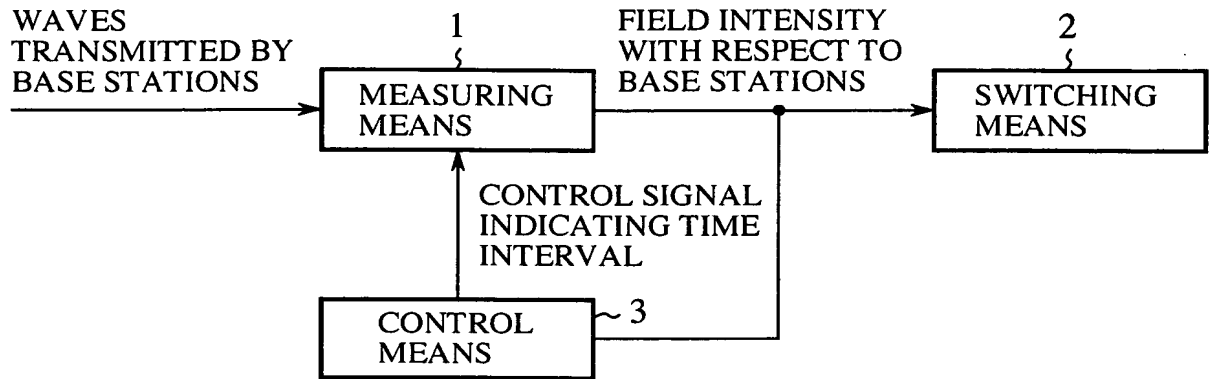 WAVES
TRANSMITTED BY
BASE STATIONS
1
MEASURING
MEANS
FIELD INTENSITY
WITH RESPECT TO
BASE STATIONS
2
SWITCHING
MEANS
CONTROL SIGNAL
INDICATING TIME
INTERVAL
3
CONTROL
MEANS